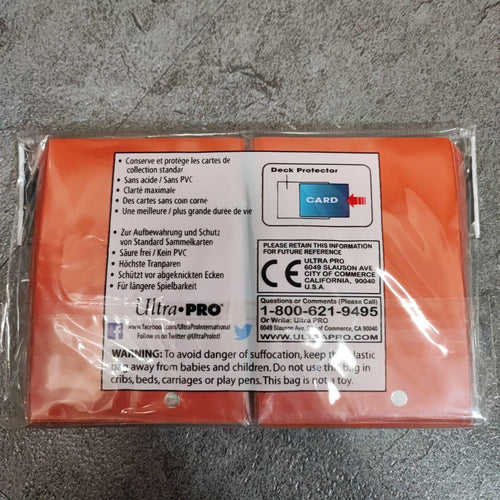 • Conserve et protège les cartes de
collection standar
• Sans acide / Sans PVC
• Clarté maximale
• Des cartes sans coin corne
• Une meilleure / plus grande durée de vie
• Zur Aufbewahrung und Schutz
von Standard Sammelkarten
• Säure frei / Kein PVC
• Höchste Tranparen
• Schützt vor abgeknickten Ecken
• Für längere Spielbarkeit
Deck Protector
CARD
CE
PLEASE RETAIN THIS INFORMATION
FOR FUTURE REFERENCE
ULTRA PRO
6049 SLAUSON AVE.
CITY OF COMMERCE
CALIFORNIA, 90040
U.S.A.
Questions or Comments (Please Call)
1-800-621-9495
Or Write: Ultra PRO
6049 Slauson Ave. City of Commerce, CA 90040
WWW.ULTRAPRO.COM
Ultra•PRO®
f www.facebook.com/UltraProInternational
Follow us on Twitter @UltraProIntl
WARNING: To avoid danger of suffocation, keep the plastic
bag away from babies and children. Do not use this bag in
cribs, beds, carriages or play pens. This bag is not a toy.